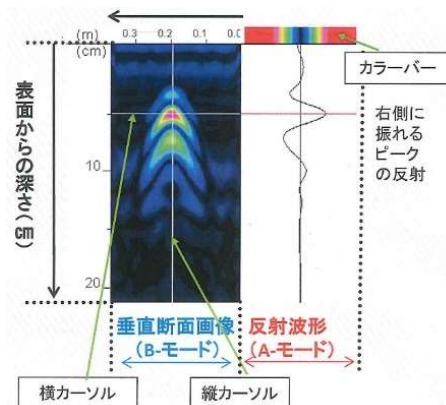 (m) 0.3 0.2 0.1 0.0
(cm)
カラーバー
表面からの深さ(㎝)
右側に
振れる
ピーク
の反射
10
20
垂直断面画像
(B-モード)
反射波形
(A-モード)
横カーソル
縦カーソル